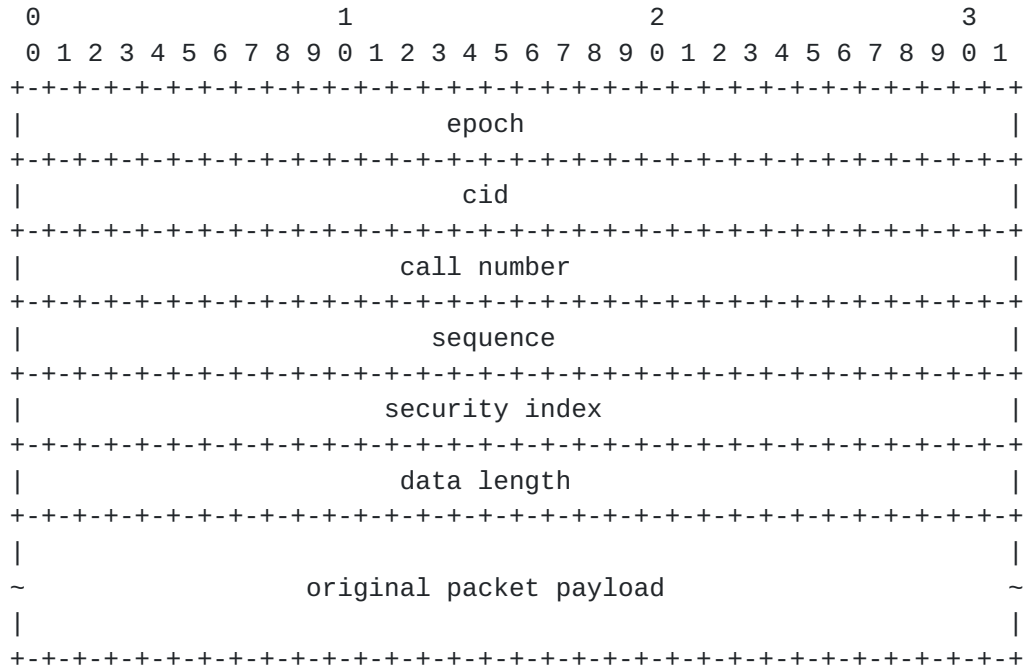 0                   1                   2                   3
 0 1 2 3 4 5 6 7 8 9 0 1 2 3 4 5 6 7 8 9 0 1 2 3 4 5 6 7 8 9 0 1
+-+-+-+-+-+-+-+-+-+-+-+-+-+-+-+-+-+-+-+-+-+-+-+-+-+-+-+-+-+-+-+-+
|                           epoch                               |
+-+-+-+-+-+-+-+-+-+-+-+-+-+-+-+-+-+-+-+-+-+-+-+-+-+-+-+-+-+-+-+-+
|                            cid                                |
+-+-+-+-+-+-+-+-+-+-+-+-+-+-+-+-+-+-+-+-+-+-+-+-+-+-+-+-+-+-+-+-+
|                        call number                            |
+-+-+-+-+-+-+-+-+-+-+-+-+-+-+-+-+-+-+-+-+-+-+-+-+-+-+-+-+-+-+-+-+
|                          sequence                             |
+-+-+-+-+-+-+-+-+-+-+-+-+-+-+-+-+-+-+-+-+-+-+-+-+-+-+-+-+-+-+-+-+
|                       security index                          |
+-+-+-+-+-+-+-+-+-+-+-+-+-+-+-+-+-+-+-+-+-+-+-+-+-+-+-+-+-+-+-+-+
|                        data length                            |
+-+-+-+-+-+-+-+-+-+-+-+-+-+-+-+-+-+-+-+-+-+-+-+-+-+-+-+-+-+-+-+-+
|                                                               |
~                  original packet payload                      ~
|                                                               |
+-+-+-+-+-+-+-+-+-+-+-+-+-+-+-+-+-+-+-+-+-+-+-+-+-+-+-+-+-+-+-+-+